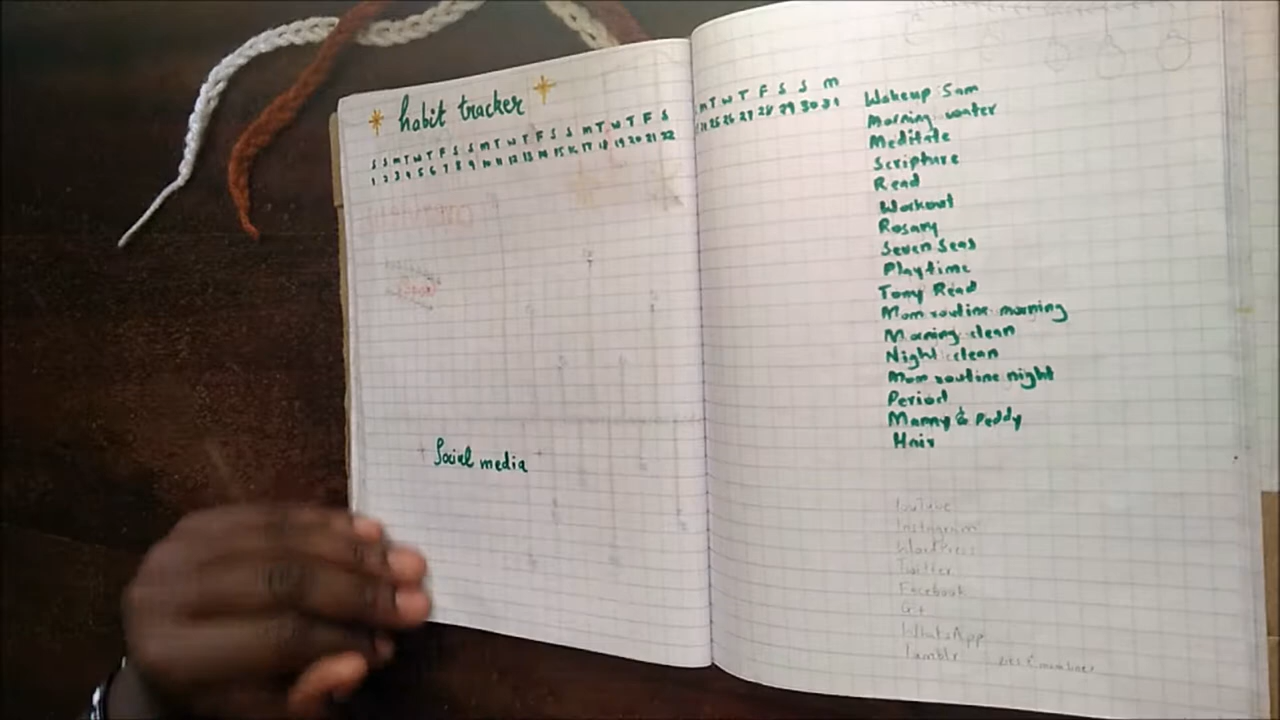 habit tracker
S S M T W T F S S M T W T F S S M T W T F S
1 2 3 4 5 6 7 8 9 10 11 12 13 14 15 16 17 18 19 20 21 22
Social media
M T W T F S S M
24 25 26 27 28 29 30 31
Wakeup 5am
Morning water
Meditate
Scripture
Read
Workout
Rosary
Seven Seas
Playtime
Tony Read
Mom routine morning
Morning clean
Night clean
Mom routine night
Period
Manny & Peddy
Hair
YouTube
Instagram
WordPress
Twitter
Facebook
G+
WhatsApp
Tumblr